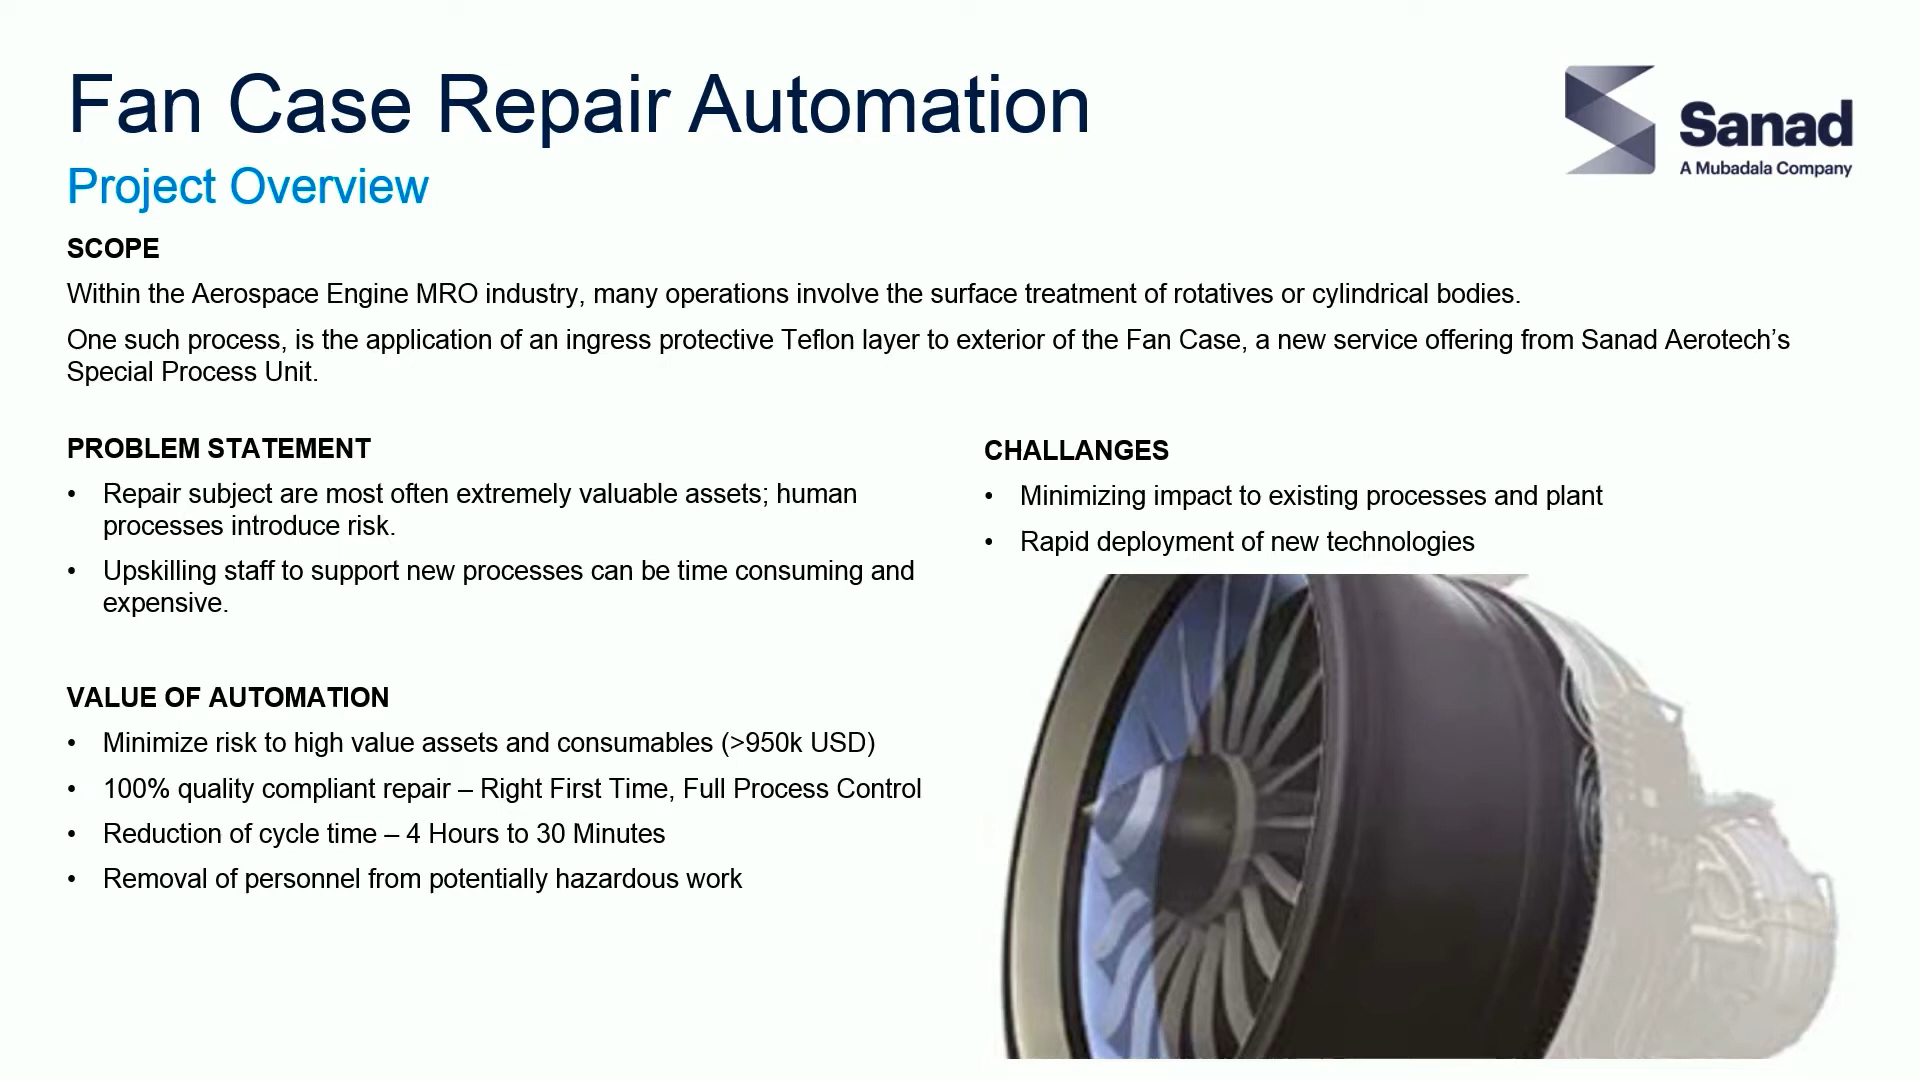 Fan Case Repair Automation
Sanad
A Mubadala Company
Project Overview
SCOPE
Within the Aerospace Engine MRO industry, many operations involve the surface treatment of rotatives or cylindrical bodies.
One such process, is the application of an ingress protective Teflon layer to exterior of the Fan Case, a new service offering from Sanad Aerotech’s
Special Process Unit.
PROBLEM STATEMENT
• Repair subject are most often extremely valuable assets; human
processes introduce risk.
• Upskilling staff to support new processes can be time consuming and
expensive.
VALUE OF AUTOMATION
• Minimize risk to high value assets and consumables (>950k USD)
• 100% quality compliant repair – Right First Time, Full Process Control
• Reduction of cycle time – 4 Hours to 30 Minutes
• Removal of personnel from potentially hazardous work
CHALLANGES
• Minimizing impact to existing processes and plant
• Rapid deployment of new technologies